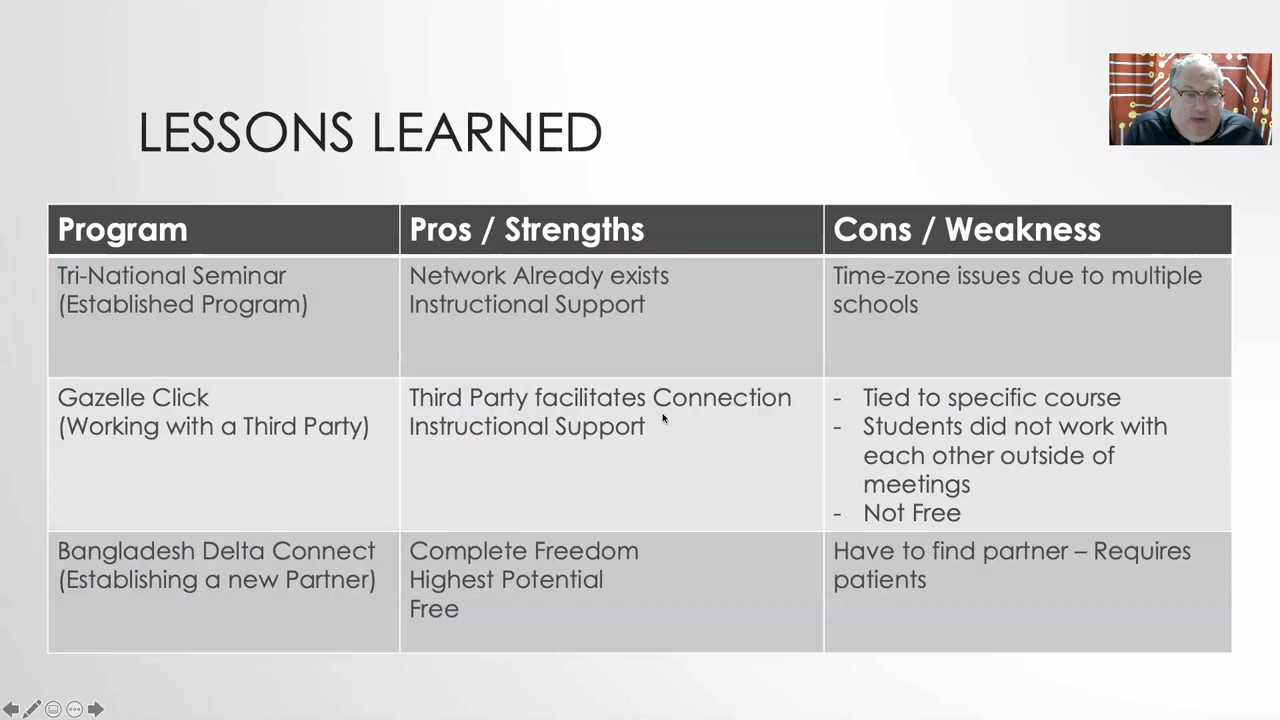 LESSONS LEARNED
Program
Pros / Strengths
Cons / Weakness
Tri-National Seminar
(Established Program)
Network Already exists
Instructional Support
Time-zone issues due to multiple
schools
Gazelle Click
(Working with a Third Party)
Third Party facilitates Connection
Instructional Support
- Tied to specific course
- Students did not work with
each other outside of
meetings
- Not Free
Bangladesh Delta Connect
(Establishing a new Partner)
Complete Freedom
Highest Potential
Free
Have to find partner – Requires
patients